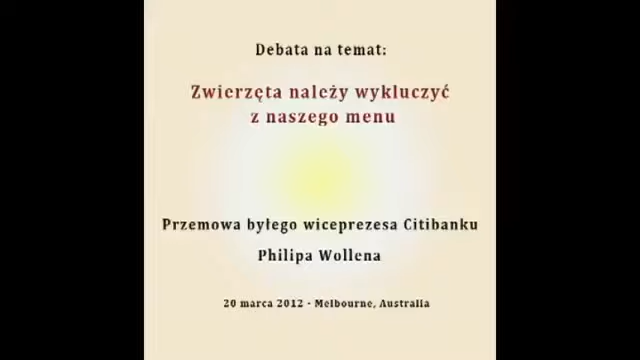 Debata na temat:
Zwierzęta należy wykluczyć
z naszego menu
Przemowa byłego wiceprezesa Citibanku
Philipa Wollena
20 marca 2012 - Melbourne, Australia